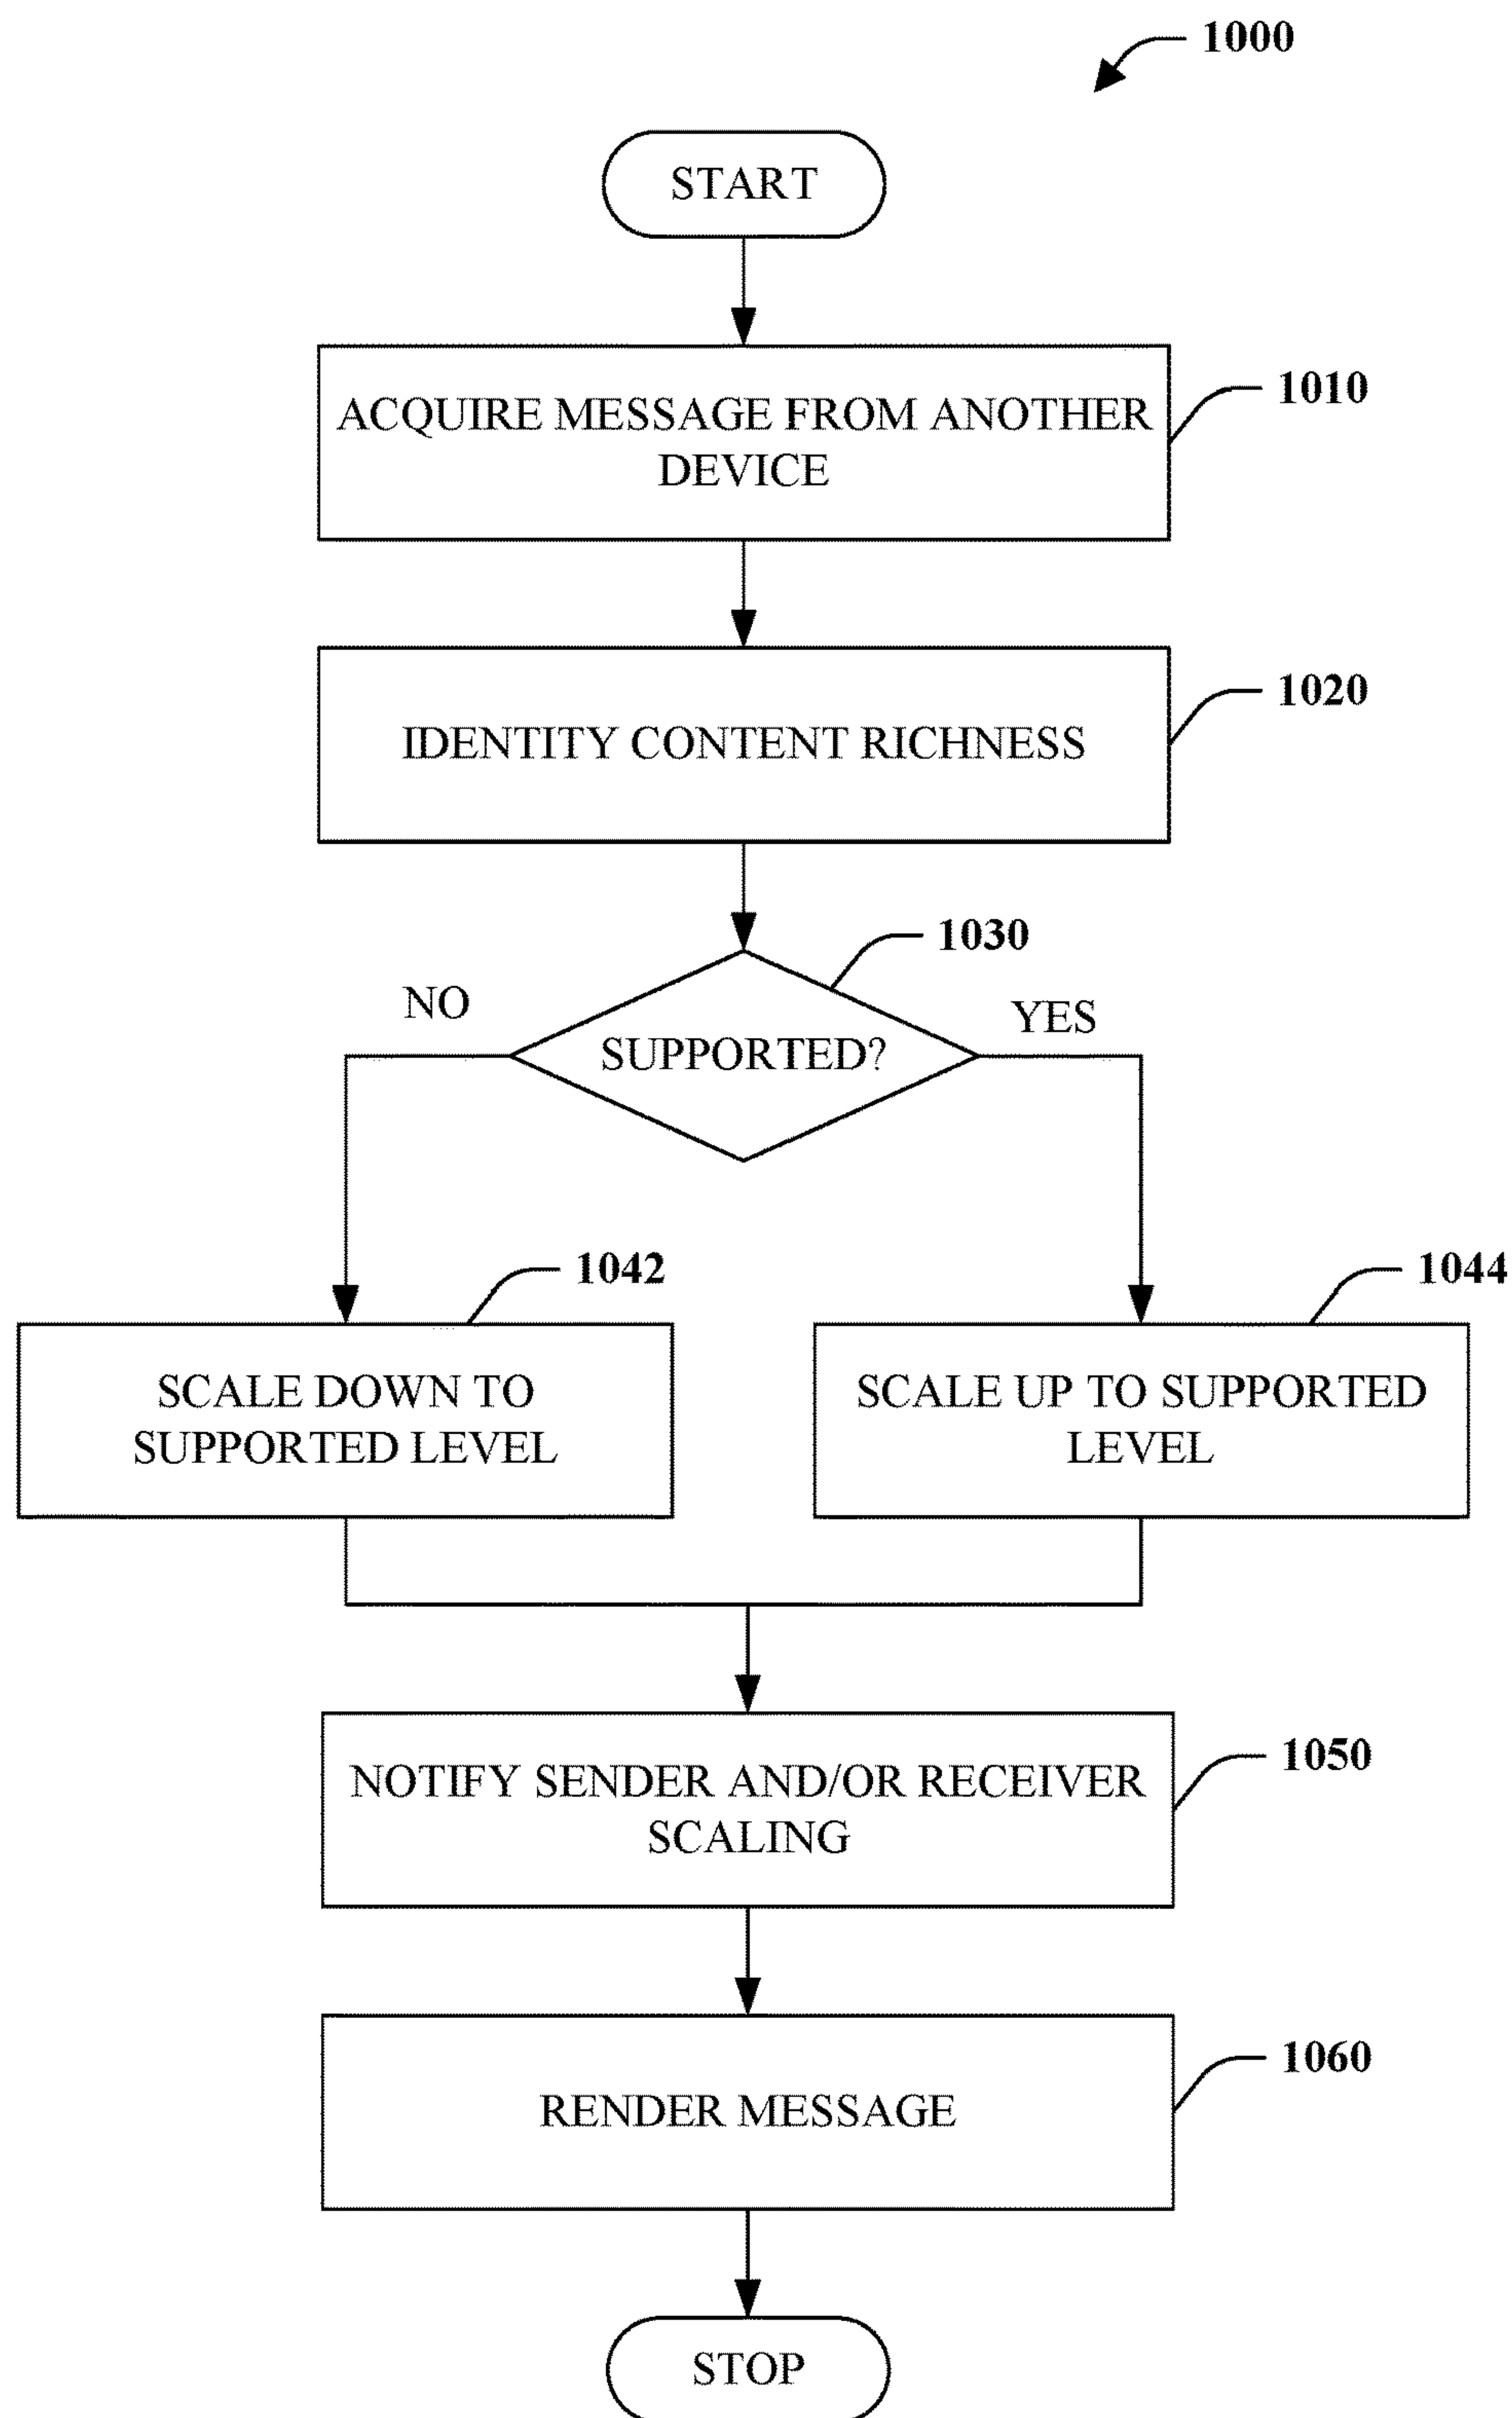 1000
START
ACQUIRE MESSAGE FROM ANOTHER
DEVICE
1010
IDENTITY CONTENT RICHNESS
1020
1030
NO
YES
SUPPORTED?
1042
1044
SCALE DOWN TO
SUPPORTED LEVEL
SCALE UP TO SUPPORTED
LEVEL
NOTIFY SENDER AND/OR RECEIVER
SCALING
1050
RENDER MESSAGE
1060
STOP